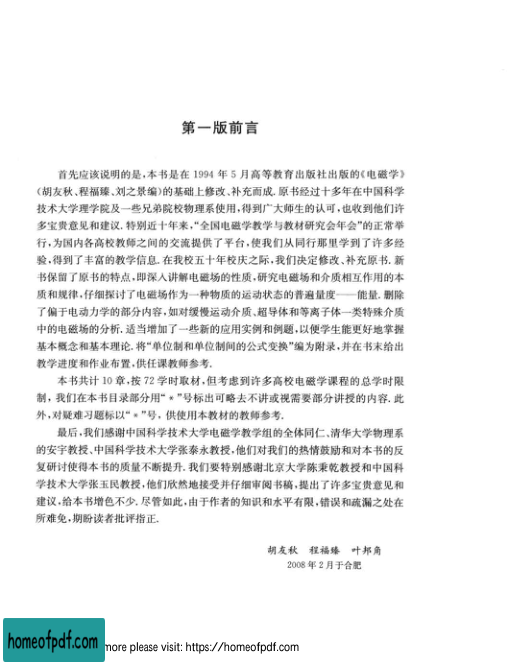 第一版前言
首先应该说明的是,本书是在 1994 年 5 月高等教育出版社出版的《电磁学》
(胡友秋、程福臻、刘之景编)的基础上修改、补充而成. 原书经过十多年在中国科学
技术大学理学院及一些兄弟院校物理系使用,得到广大师生的认可,也收到他们许
多宝贵意见和建议. 特别近十年来,“全国电磁学教学与教材研究会年会”的正常举
行,为国内各高校教师之间的交流提供了平台,使我们从同行那里学到了许多经
验,得到了丰富的教学信息. 在我校五十年校庆之际,我们决定修改、补充原书. 新
书保留了原书的特点,即深入讲解电磁场的性质,研究电磁场和介质相互作用的本
质和规律,仔细探讨了电磁场作为一种物质的运动状态的普遍量度——能量. 删除
了偏于电动力学的部分内容,如对缓慢运动介质、超导体和等离子体一类特殊介质
中的电磁场的分析. 适当增加了一些新的应用实例和例题,以便学生能更好地掌握
基本概念和基本理论. 将“单位制和单位制间的公式变换”编为附录,并在书末给出
教学进度和作业布置,供任课教师参考.
本书共计 10 章,按 72 学时取材,但考虑到许多高校电磁学课程的总学时限
制, 我们在本书目录部分用“*”号标出可略去不讲或视需要部分讲授的内容. 此
外,对疑难习题标以“*”号, 供使用本教材的教师参考.
最后,我们感谢中国科学技术大学电磁学教学组的全体同仁、清华大学物理系
的安宇教授、中国科学技术大学张泰永教授,他们对我们的热情鼓励和对本书的反
复研讨使得本书的质量不断提升. 我们要特别感谢北京大学陈秉乾教授和中国科
学技术大学张玉民教授,他们欣然地接受并仔细审阅书稿,提出了许多宝贵意见和
建议,给本书增色不少. 尽管如此,由于作者的知识和水平有限,错误和疏漏之处在
所难免,期盼读者批评指正.
胡友秋 程福臻 叶邦角
2008 年 2 月于合肥
homeofpdf.com more please visit: https://homeofpdf.com